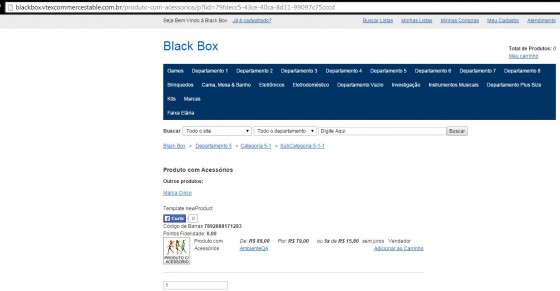 blackbox.vtexcommercestable.com.br/produto-com-acessorios/p?lid=79fdecc5-43ce-40ca-8d11-99097c75cccd
Seja Bem Vindo à Black Box Já é cadastrado? Buscar Listas Minhas Listas Minhas Compras Meu Cadastro Atendimento
Black Box
Total de Produtos: 0
Meu carrinho
Games Departamento 1 Departamento 2 Departamento 3 Departamento 4 Departamento 5 Departamento 6 Departamento 7 Departamento 8
Brinquedos Cama, Mesa & Banho Eletrônicos Eletrodoméstico Departamento Vazio Investigação Instrumentos Musicais Departamento Plus Size
Kits Marcas
Faixa Etária
Buscar Todo o site Todo o departamento Digite Aqui Buscar
Black Box > Departamento 5 > Categoria 5-1 > SubCategoria 5-1-1
Produto com Acessórios
Outros produtos:
Marca Cinco
Template newProduct
Curtir 0
Código de Barras 7892888171283
Pontos Fidelidade: 0.00
PRODUTO C/ ACESSORIO
Produto com Acessórios
De: R$ 89,00 Por: R$ 79,00 ou 5x de R$ 15,80 sem juros Vendedor
AmbienteQA Adicionar ao Carrinho
1